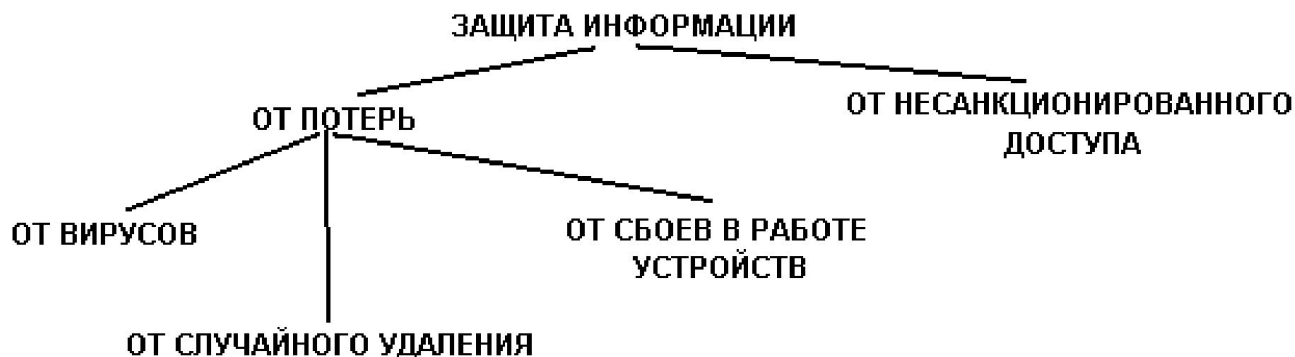 ЗАЩИТА ИНФОРМАЦИИ
ОТ ПОТЕРЬ
ОТ НЕСАНКЦИОНИРОВАННОГО
ДОСТУПА
ОТ ВИРУСОВ
ОТ СБОЕВ В РАБОТЕ
УСТРОЙСТВ
ОТ СЛУЧАЙНОГО УДАЛЕНИЯ